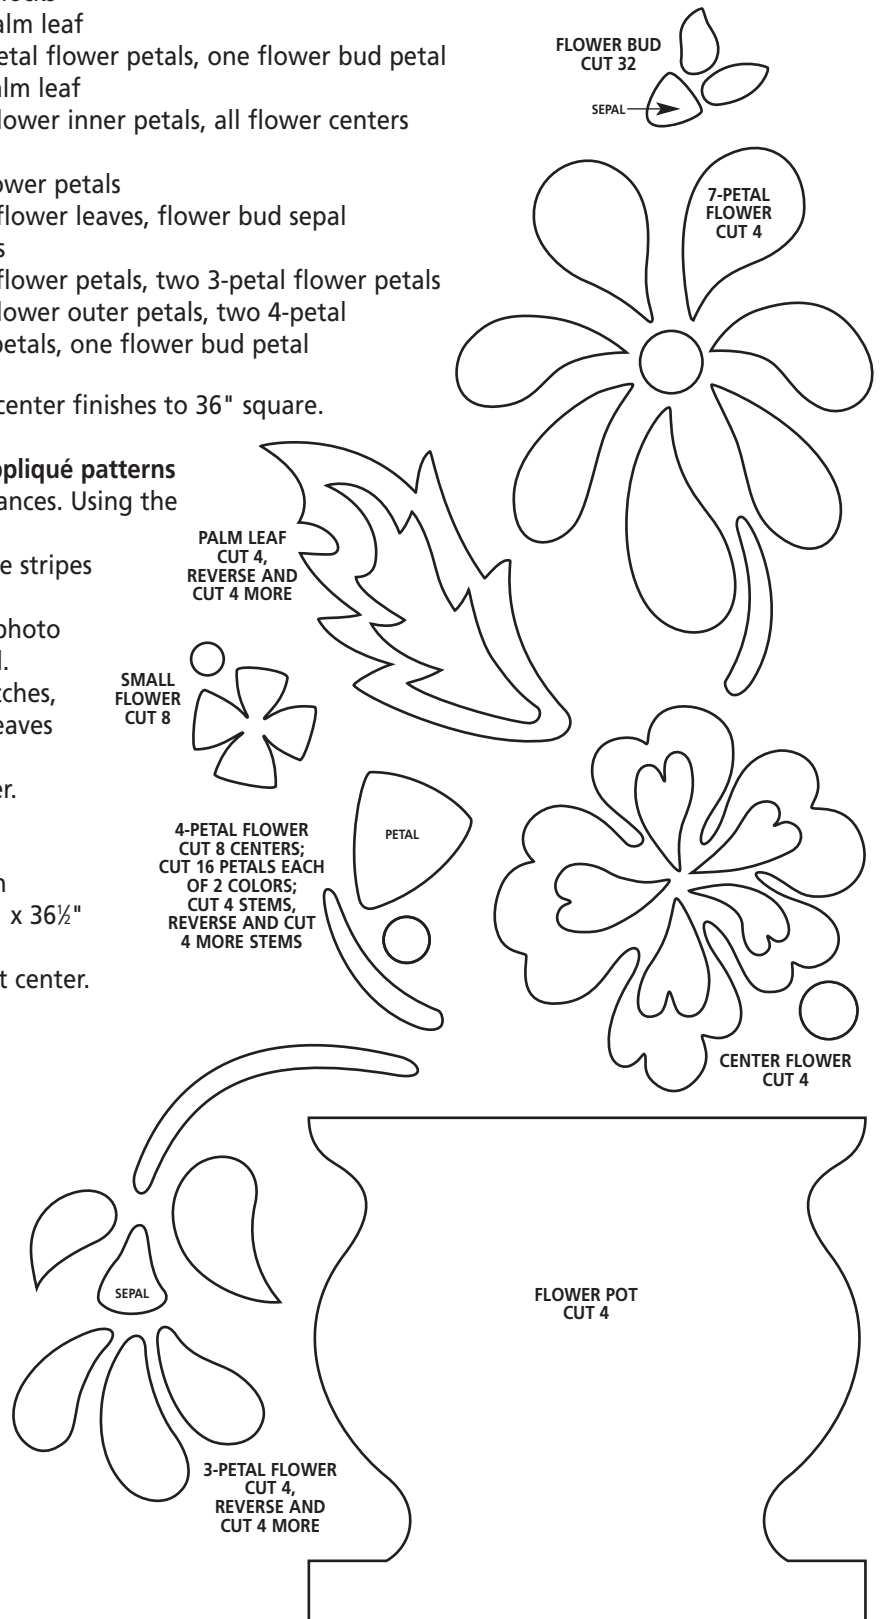 alm leaf
etal flower petals, one flower bud petal
alm leaf
lower inner petals, all flower centers
ower petals
flower leaves, flower bud sepal
s
flower petals, two 3-petal flower petals
lower outer petals, two 4-petal
petals, one flower bud petal
center finishes to 36" square.
ppliqué patterns
ances. Using the
e stripes
photo
l.
tches,
eaves
er.
n
x 36½"
t center.
FLOWER BUD
CUT 32
SEPAL
7-PETAL
FLOWER
CUT 4
PALM LEAF
CUT 4,
REVERSE AND
CUT 4 MORE
SMALL
FLOWER
CUT 8
4-PETAL FLOWER
CUT 8 CENTERS;
CUT 16 PETALS EACH
OF 2 COLORS;
CUT 4 STEMS,
REVERSE AND CUT
4 MORE STEMS
PETAL
CENTER FLOWER
CUT 4
SEPAL
FLOWER POT
CUT 4
3-PETAL FLOWER
CUT 4,
REVERSE AND
CUT 4 MORE